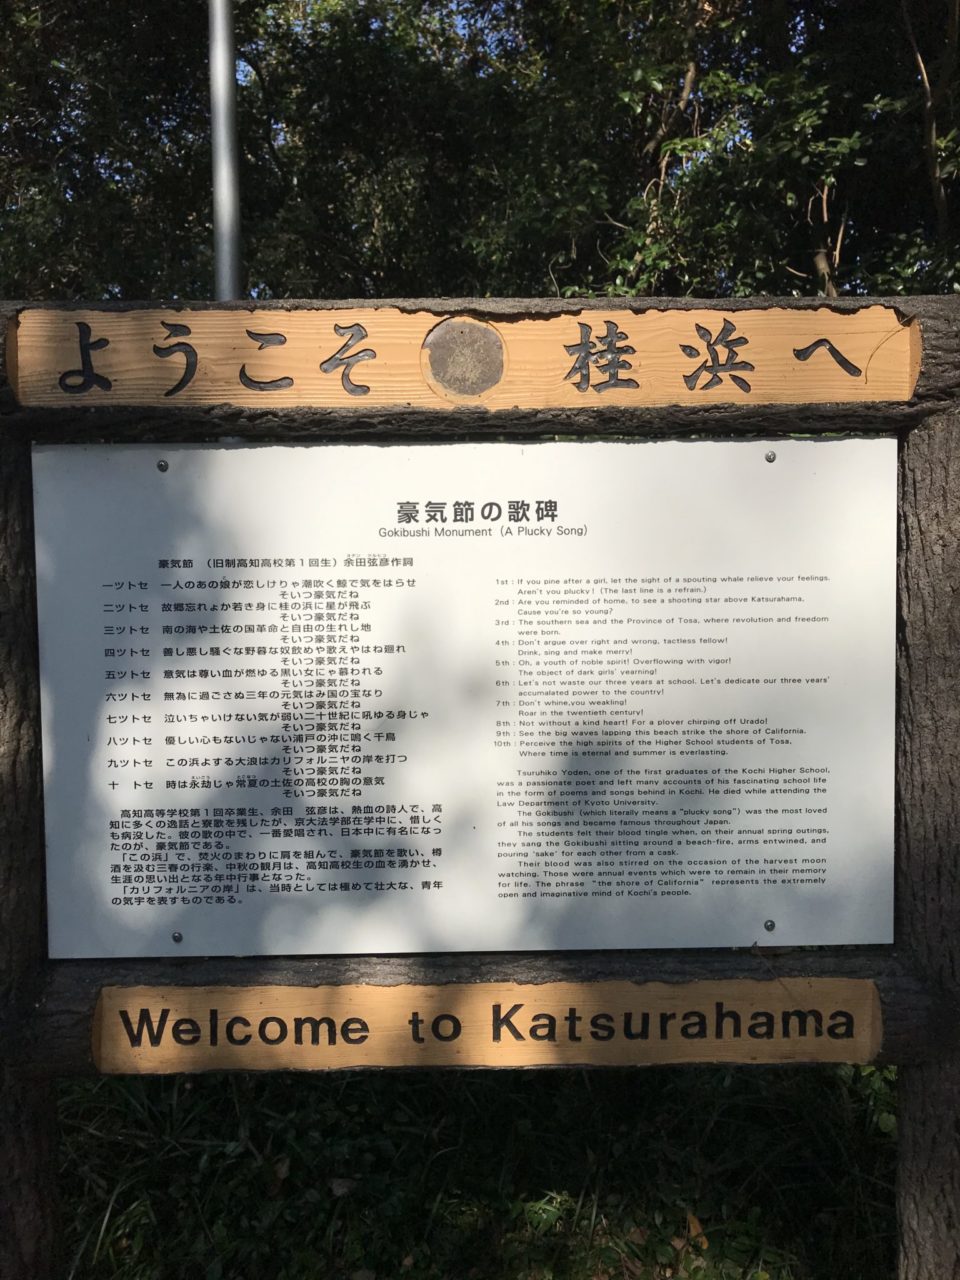 ようこそ 桂浜へ
豪気節の歌碑
Gokibushi Monument (A Plucky Song)
豪気節 (旧制高知高校第1回生) 余田弦彦作詞
一ツトセ 一人のあの娘が恋しけりゃ潮吹く鯨で気をはらせ
そいつ豪気だね
二ツトセ 故郷忘れょか若き身に桂の浜に星が飛ぶ
そいつ豪気だね
三ツトセ 南の海や土佐の国革命と自由の生れし地
そいつ豪気だね
四ツトセ 善し悪し騒ぐな野暮な奴飲めや歌えやはね廻れ
そいつ豪気だね
五ツトセ 意気は尊い血が燃ゆる黒い女にゃ慕われる
そいつ豪気だね
六ツトセ 無為に過ごさぬ三年の元気はみ国の宝なり
そいつ豪気だね
七ツトセ 泣いちゃいけない気が弱い二十世紀に吼ゆる身じゃ
そいつ豪気だね
八ツトセ 優しい心もないじゃない浦戸の沖に鳴く千鳥
そいつ豪気だね
九ツトセ この浜よする大浪はカリフォルニヤの岸を打つ
そいつ豪気だね
十 トセ 時は永劫じゃ常夏の土佐の高校の胸の意気
そいつ豪気だね
高知高等学校第1回卒業生、余田 弦彦は、熱血の詩人で、高
知に多くの逸話と寮歌を残したが、京大法学部在学中に、惜しく
も病没した。彼の歌の中で、一番愛唱され、日本中に有名になっ
たのが、豪気節である。
「この浜」で、焚火のまわりに肩を組んで、豪気節を歌い、樽
酒を汲む三春の行楽、中秋の観月は、高知高校生の血を湧かせ、
生涯の思い出となる年中行事となった。
「カリフォルニアの岸」は、当時としては極めて壮大な、青年
の気宇を表すものである。
1st : If you pine after a girl, let the sight of a spouting whale relieve your feelings.
Aren't you plucky! (The last line is a refrain.)
2nd : Are you reminded of home, to see a shooting star above Katsurahama,
Cause you're so young?
3rd : The southern sea and the Province of Tosa, where revolution and freedom
were born.
4th : Don't argue over right and wrong, tactless fellow!
Drink, sing and make merry!
5th : Oh, a youth of noble spirit! Overflowing with vigor!
The object of dark girls' yearning!
6th : Let's not waste our three years at school. Let's dedicate our three years'
accumalated power to the country!
7th : Don't whine,you weakling!
Roar in the twentieth century!
8th : Not without a kind heart! For a plover chirping off Urado!
9th : See the big waves lapping this beach strike the shore of California.
10th : Perceive the high spirits of the Higher School students of Tosa,
Where time is eternal and summer is everlasting.
Tsuruhiko Yoden, one of the first graduates of the Kochi Higher School,
was a passionate poet and left many accounts of his fascinating school life
in the form of poems and songs behind in Kochi. He died while attending the
Law Department of Kyoto University.
The Gokibushi (which literally means a "plucky song") was the most loved
of all his songs and became famous throughout Japan.
The students felt their blood tingle when, on their annual spring outings,
they sang the Gokibushi sitting around a beach-fire, arms entwined, and
pouring 'sake' for each other from a cask.
Their blood was also stirred on the occasion of the harvest moon
watching. Those were annual events which were to remain in their memory
for life. The phrase "the shore of California" represents the extremely
open and imaginative mind of Kochi's people.
Welcome to Katsurahama